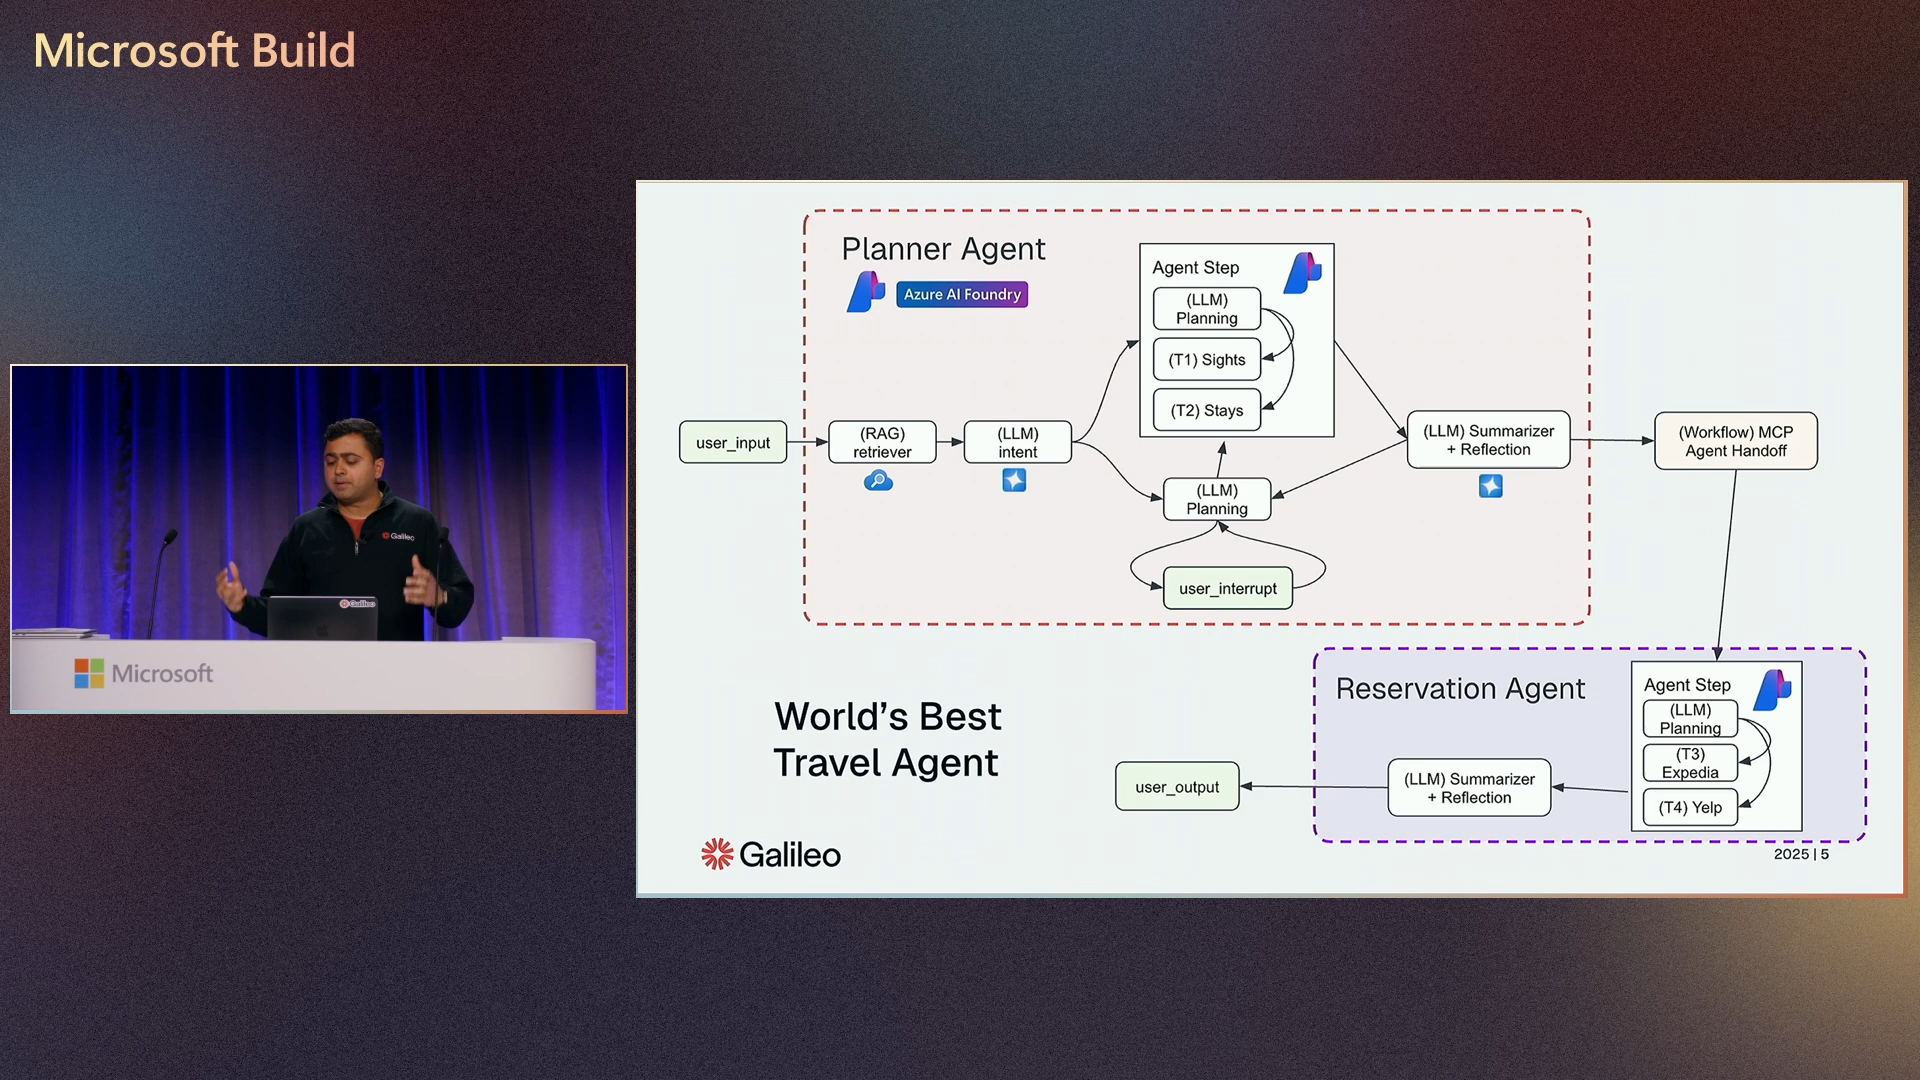 Microsoft Build
Galileo
Galileo
Microsoft
Planner Agent
Azure AI Foundry
Agent Step
(LLM)
Planning
(T1) Sights
(T2) Stays
user_input
(RAG)
retriever
(LLM)
intent
(LLM)
Planning
user_interrupt
(LLM) Summarizer
+ Reflection
(Workflow) MCP
Agent Handoff
Reservation Agent
Agent Step
(LLM)
Planning
(T3)
Expedia
(T4) Yelp
(LLM) Summarizer
+ Reflection
user_output
World’s Best
Travel Agent
Galileo
2025 | 5